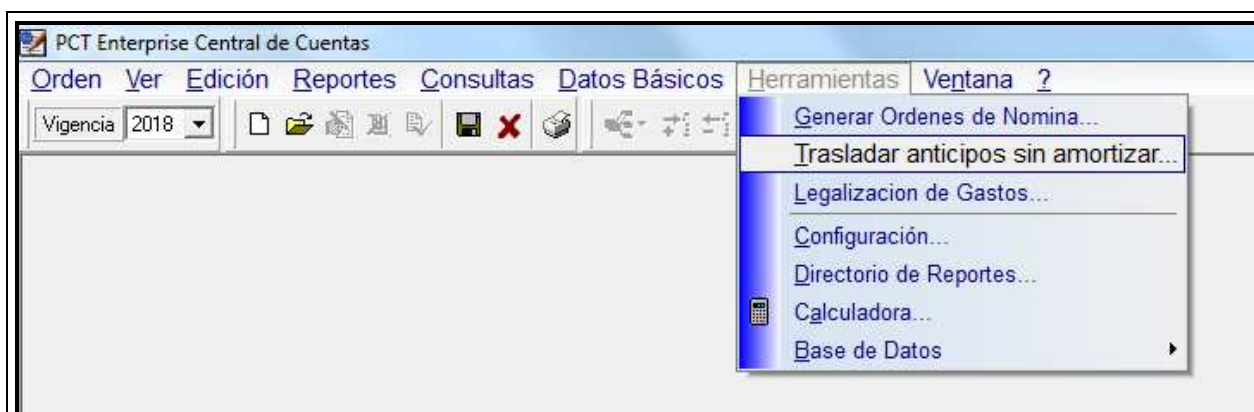 PCT Enterprise Central de Cuentas
Orden Ver Edición Reportes Consultas Datos Básicos Herramientas Ventana ?
Vigencia 2018
Generar Ordenes de Nomina...
Trasladar anticipos sin amortizar...
Legalizacion de Gastos...
Configuración...
Directorio de Reportes...
Calculadora...
Base de Datos